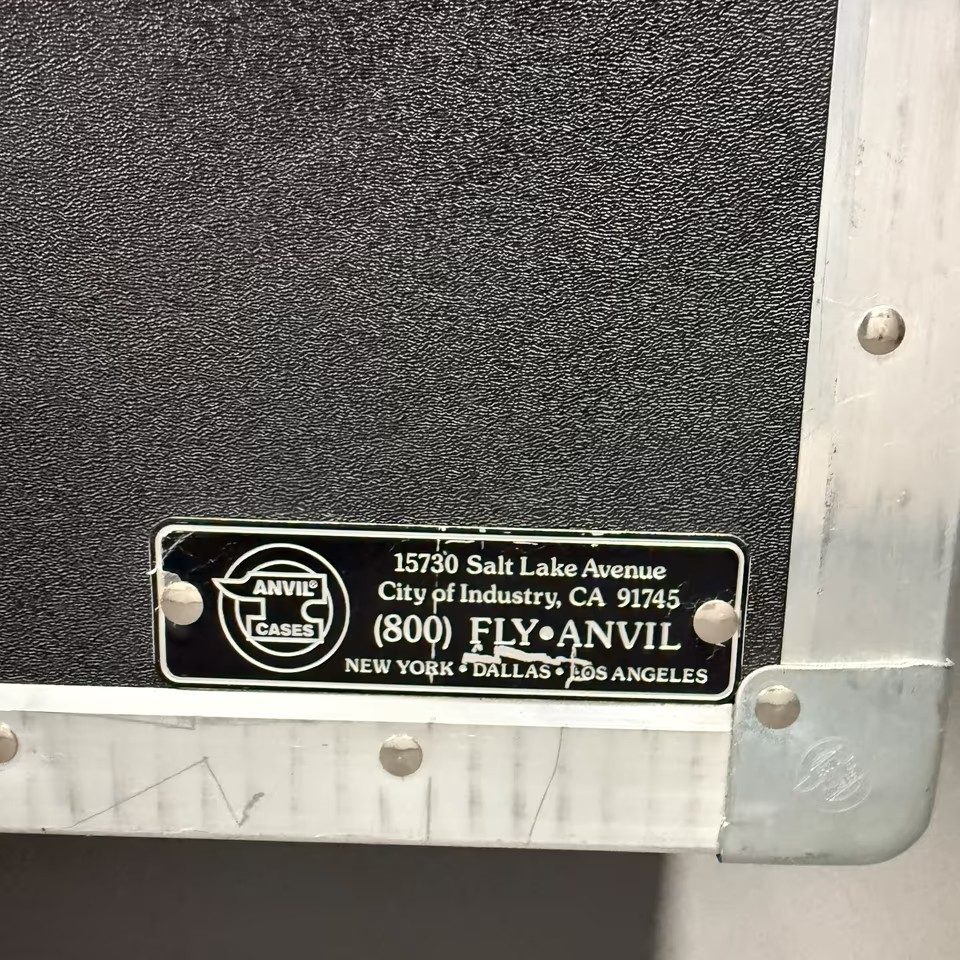 ANVIL®
CASES
15730 Salt Lake Avenue
City of Industry, CA 91745
(800) FLY•ANVIL
NEW YORK • DALLAS • LOS ANGELES